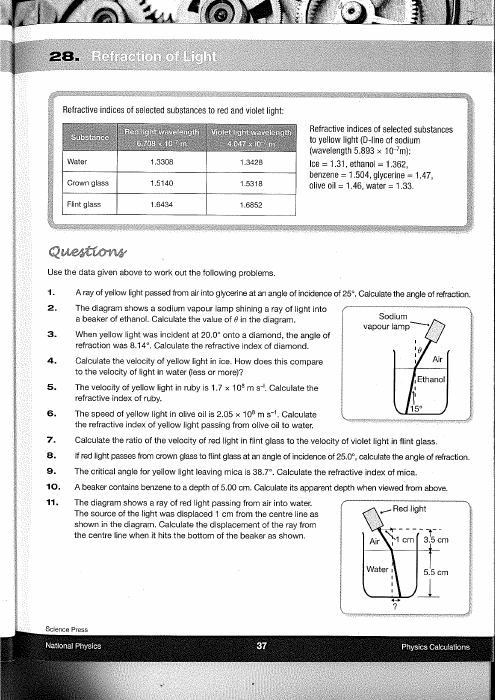 28. Refraction of Light
Refractive indices of selected substances to red and violet light:
Substance
Red light wavelength
6.708 × 10⁻⁷ m
Violet light wavelength
4.047 × 10⁻⁷ m
Water 1.3308 1.3428
Crown glass 1.5140 1.5318
Flint glass 1.6434 1.6852
Refractive indices of selected substances
to yellow light (D-line of sodium
(wavelength 5.893 × 10⁻⁷m):
Ice = 1.31, ethanol = 1.362,
benzene = 1.504, glycerine = 1.47,
olive oil = 1.46, water = 1.33.
Questions
Use the data given above to work out the following problems.
1. A ray of yellow light passed from air into glycerine at an angle of incidence of 25°. Calculate the angle of refraction.
2. The diagram shows a sodium vapour lamp shining a ray of light into
a beaker of ethanol. Calculate the value of θ in the diagram.
3. When yellow light was incident at 20.0° onto a diamond, the angle of
refraction was 8.14°. Calculate the refractive index of diamond.
4. Calculate the velocity of yellow light in ice. How does this compare
to the velocity of light in water (less or more)?
5. The velocity of yellow light in ruby is 1.7 × 10⁸ m s⁻¹. Calculate the
refractive index of ruby.
6. The speed of yellow light in olive oil is 2.05 × 10⁸ m s⁻¹. Calculate
the refractive index of yellow light passing from olive oil to water.
Sodium
vapour lamp
θ
Air
Ethanol
15°
7. Calculate the ratio of the velocity of red light in flint glass to the velocity of violet light in flint glass.
8. If red light passes from crown glass to flint glass at an angle of incidence of 25.0°, calculate the angle of refraction.
9. The critical angle for yellow light leaving mica is 38.7°. Calculate the refractive index of mica.
10. A beaker contains benzene to a depth of 5.00 cm. Calculate its apparent depth when viewed from above.
11. The diagram shows a ray of red light passing from air into water.
The source of the light was displaced 1 cm from the centre line as
shown in the diagram. Calculate the displacement of the ray from
the centre line when it hits the bottom of the beaker as shown.
Red light
Air
1 cm
3.5 cm
Water
5.5 cm
?
Science Press
National Physics
37
Physics Calculations